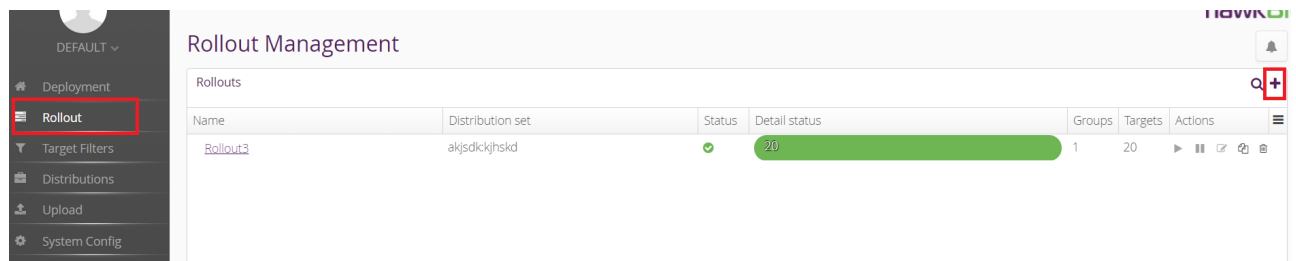 DEFAULT
Rollout Management
Deployment
Rollouts
Rollout
Name Distribution set Status Detail status Groups Targets Actions
Rollout3 akjsdk:kjhskd 20 1 20
Target Filters
Distributions
Upload
System Config